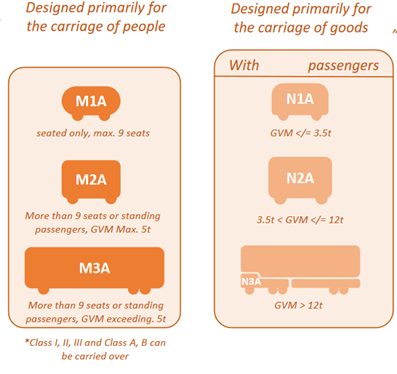 Designed primarily for
the carriage of people
M1A
seated only, max. 9 seats
M2A
More than 9 seats or standing
passengers, GVM Max. 5t
M3A
More than 9 seats or standing
passengers, GVM exceeding. 5t
*Class I, II, III and Class A, B can
be carried over
Designed primarily for
the carriage of goods
With passengers
N1A
GVM </= 3.5t
N2A
3.5t < GVM </= 12t
N3A
GVM > 12t